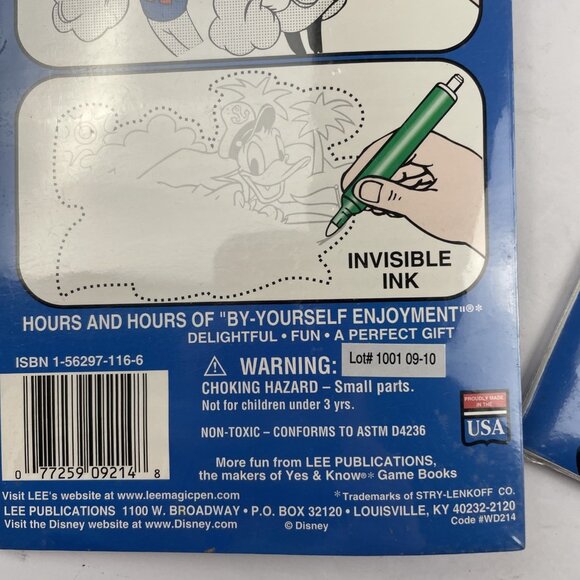 INVISIBLE
INK
HOURS AND HOURS OF "BY-YOURSELF ENJOYMENT"®*
DELIGHTFUL • FUN • A PERFECT GIFT
ISBN 1-56297-116-6
⚠ WARNING: Lot# 1001 09-10
CHOKING HAZARD – Small parts.
Not for children under 3 yrs.
NON-TOXIC – CONFORMS TO ASTM D4236
PROUDLY MADE
IN THE
USA
0 77259 09214 8
More fun from LEE PUBLICATIONS,
the makers of Yes & Know®* Game Books
Visit LEE's website at www.leemagicpen.com
* Trademarks of STRY-LENKOFF CO.
LEE PUBLICATIONS 1100 W. BROADWAY • P.O. BOX 32120 • LOUISVILLE, KY 40232-2120
Visit the Disney website at www.Disney.com
© Disney
Code #WD214